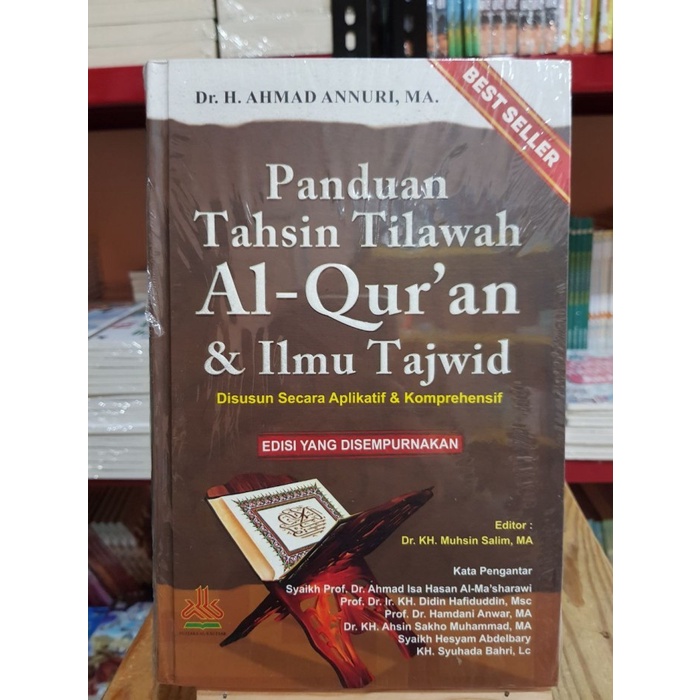 Dr. H. AHMAD ANNURI, MA.
BEST SELLER
Panduan
Tahsin Tilawah
Al-Qur'an
& Ilmu Tajwid
Disusun Secara Aplikatif & Komprehensif
EDISI YANG DISEMPURNAKAN
Editor :
Dr. KH. Muhsin Salim, MA
Kata Pengantar
Syaikh Prof. Dr. Ahmad Isa Hasan Al-Ma'sharawi
Prof. Dr. Ir. KH. Didin Hafiduddin, Msc
Prof. Dr. Hamdani Anwar, MA
Dr. KH. Ahsin Sakho Muhammad, MA
Syaikh Hesyam Abdelbary
KH. Syuhada Bahri, Lc